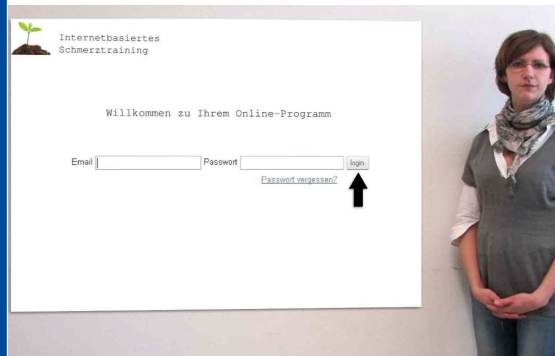 Internetbasiertes
Schmerztraining
Willkommen zu Ihrem Online-Programm
Email Passwort login
Passwort vergessen?